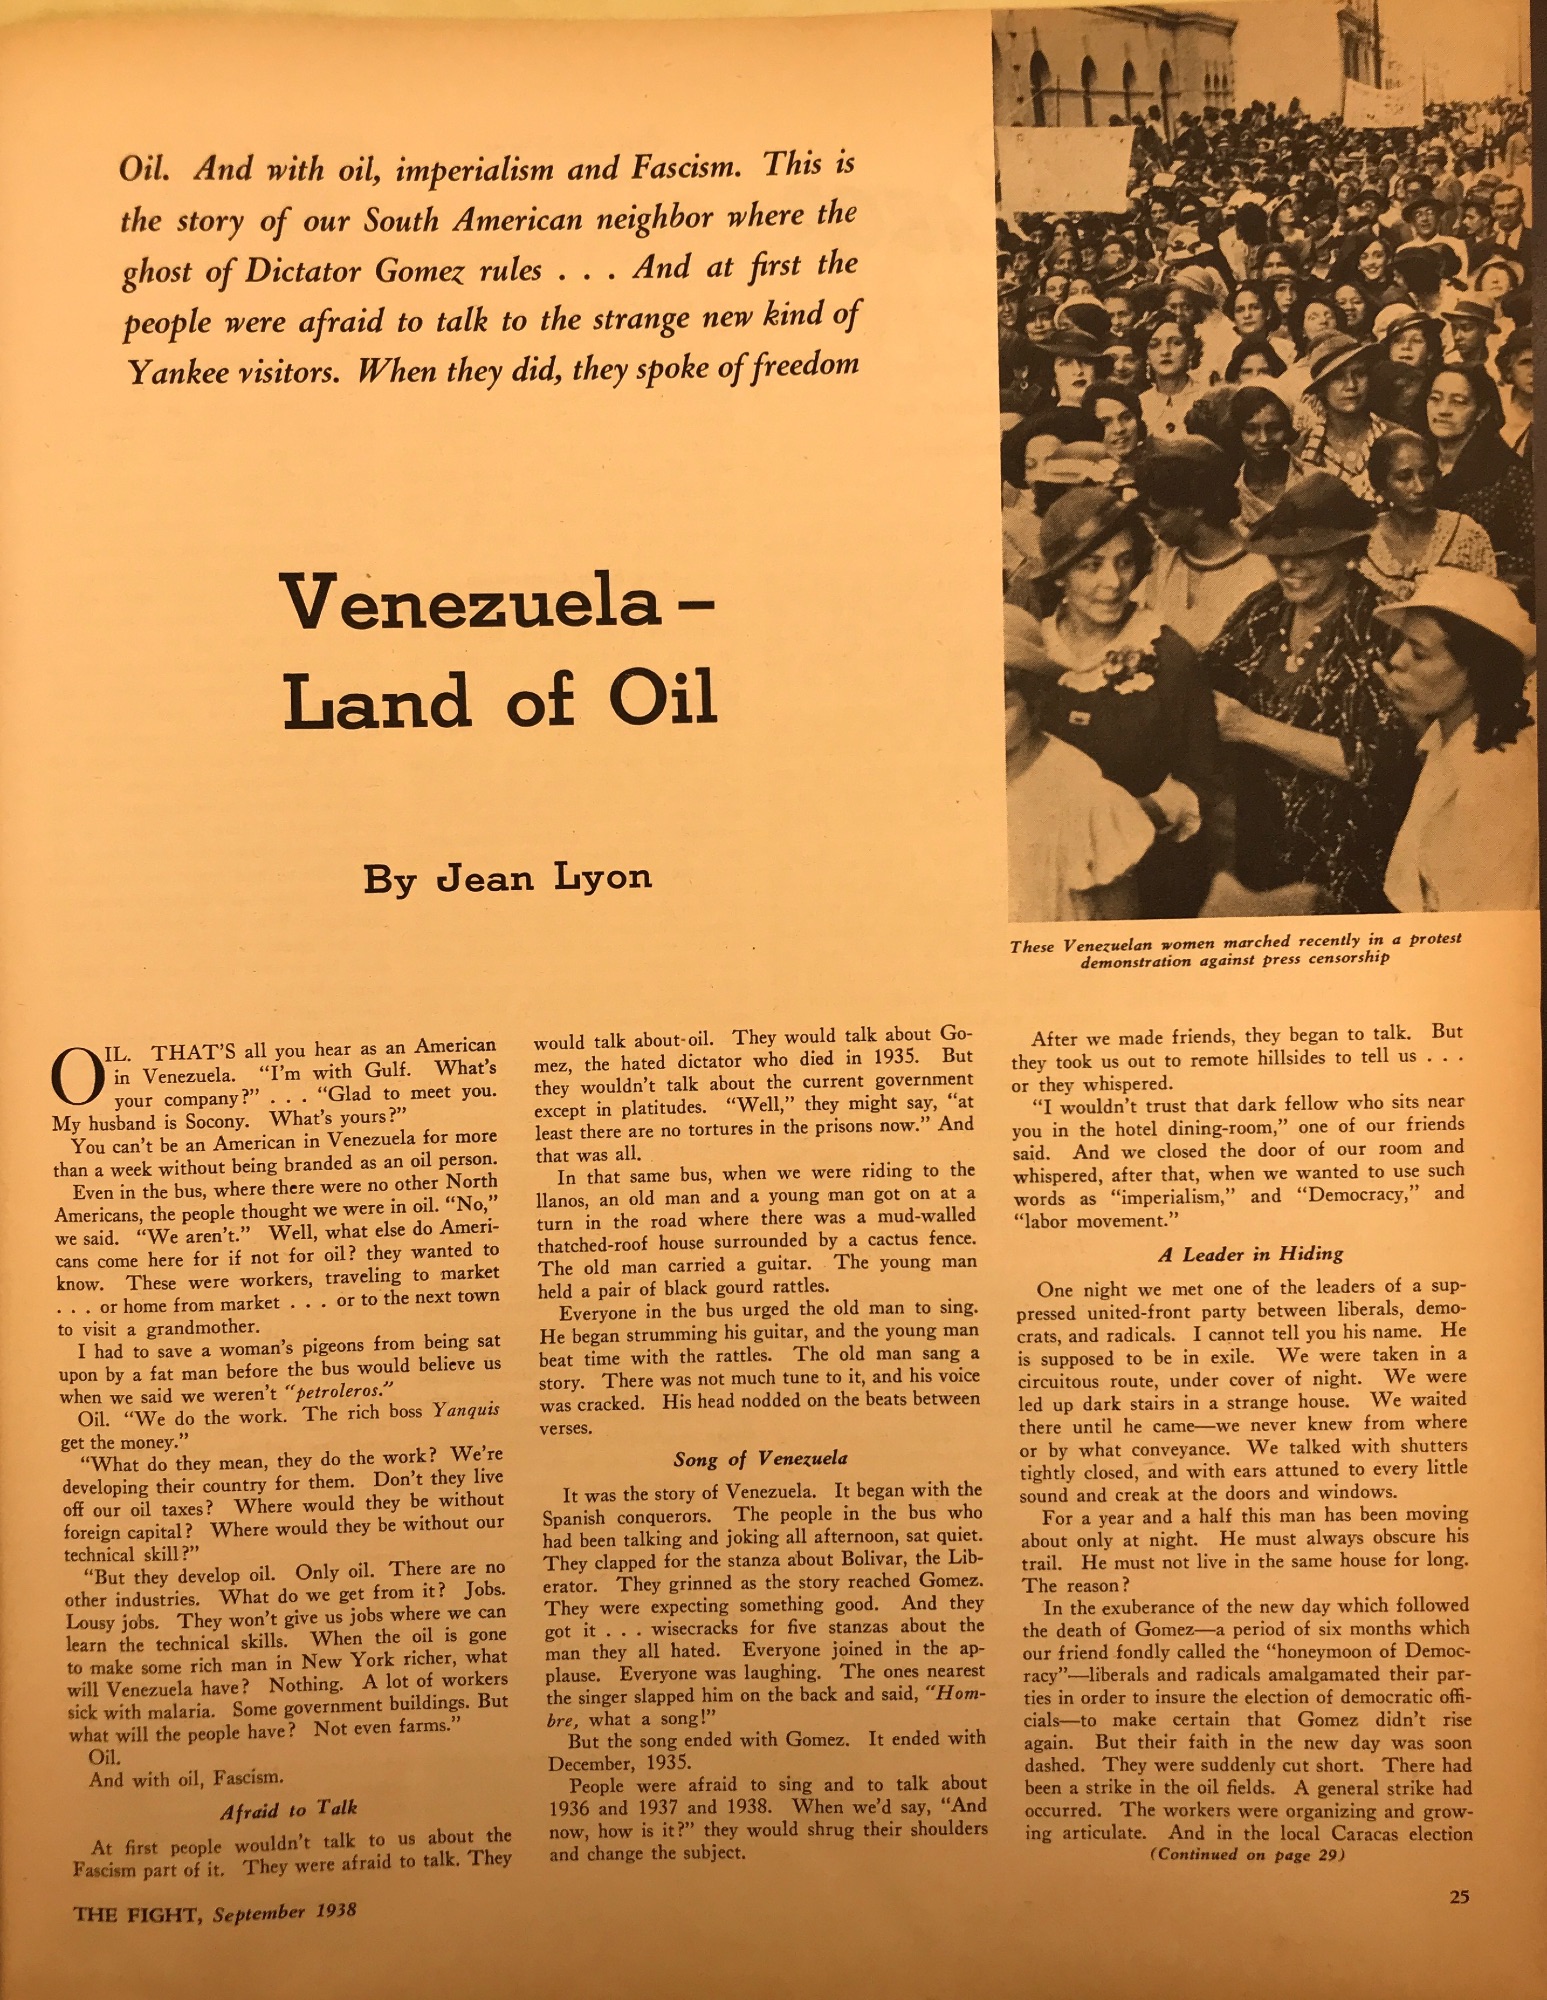 Oil. And with oil, imperialism and Fascism. This is
the story of our South American neighbor where the
ghost of Dictator Gomez rules . . . And at first the
people were afraid to talk to the strange new kind of
Yankee visitors. When they did, they spoke of freedom
Venezuela –
Land of Oil
By Jean Lyon
These Venezuelan women marched recently in a protest
demonstration against press censorship
OIL. THAT'S all you hear as an American
in Venezuela. "I'm with Gulf. What's
your company?" . . . "Glad to meet you.
My husband is Socony. What's yours?"
You can't be an American in Venezuela for more
than a week without being branded as an oil person.
Even in the bus, where there were no other North
Americans, the people thought we were in oil. "No,"
we said. "We aren't." Well, what else do Ameri-
cans come here for if not for oil? they wanted to
know. These were workers, traveling to market
. . . or home from market . . . or to the next town
to visit a grandmother.
I had to save a woman's pigeons from being sat
upon by a fat man before the bus would believe us
when we said we weren't "petroleros."
Oil. "We do the work. The rich boss Yanquis
get the money."
"What do they mean, they do the work? We're
developing their country for them. Don't they live
off our oil taxes? Where would they be without
foreign capital? Where would they be without our
technical skill?"
"But they develop oil. Only oil. There are no
other industries. What do we get from it? Jobs.
Lousy jobs. They won't give us jobs where we can
learn the technical skills. When the oil is gone
to make some rich man in New York richer, what
will Venezuela have? Nothing. A lot of workers
sick with malaria. Some government buildings. But
what will the people have? Not even farms."
Oil.
And with oil, Fascism.
Afraid to Talk
At first people wouldn't talk to us about the
Fascism part of it. They were afraid to talk. They
would talk about oil. They would talk about Go-
mez, the hated dictator who died in 1935. But
they wouldn't talk about the current government
except in platitudes. "Well," they might say, "at
least there are no tortures in the prisons now." And
that was all.
In that same bus, when we were riding to the
llanos, an old man and a young man got on at a
turn in the road where there was a mud-walled
thatched-roof house surrounded by a cactus fence.
The old man carried a guitar. The young man
held a pair of black gourd rattles.
Everyone in the bus urged the old man to sing.
He began strumming his guitar, and the young man
beat time with the rattles. The old man sang a
story. There was not much tune to it, and his voice
was cracked. His head nodded on the beats between
verses.
Song of Venezuela
It was the story of Venezuela. It began with the
Spanish conquerors. The people in the bus who
had been talking and joking all afternoon, sat quiet.
They clapped for the stanza about Bolivar, the Lib-
erator. They grinned as the story reached Gomez.
They were expecting something good. And they
got it . . . wisecracks for five stanzas about the
man they all hated. Everyone joined in the ap-
plause. Everyone was laughing. The ones nearest
the singer slapped him on the back and said, "Hom-
bre, what a song!"
But the song ended with Gomez. It ended with
December, 1935.
People were afraid to sing and to talk about
1936 and 1937 and 1938. When we'd say, "And
now, how is it?" they would shrug their shoulders
and change the subject.
After we made friends, they began to talk. But
they took us out to remote hillsides to tell us . . .
or they whispered.
"I wouldn't trust that dark fellow who sits near
you in the hotel dining-room," one of our friends
said. And we closed the door of our room and
whispered, after that, when we wanted to use such
words as "imperialism," and "Democracy," and
"labor movement."
A Leader in Hiding
One night we met one of the leaders of a sup-
pressed united-front party between liberals, demo-
crats, and radicals. I cannot tell you his name. He
is supposed to be in exile. We were taken in a
circuitous route, under cover of night. We were
led up dark stairs in a strange house. We waited
there until he came—we never knew from where
or by what conveyance. We talked with shutters
tightly closed, and with ears attuned to every little
sound and creak at the doors and windows.
For a year and a half this man has been moving
about only at night. He must always obscure his
trail. He must not live in the same house for long.
The reason?
In the exuberance of the new day which followed
the death of Gomez—a period of six months which
our friend fondly called the "honeymoon of Democ-
racy"—liberals and radicals amalgamated their par-
ties in order to insure the election of democratic offi-
cials—to make certain that Gomez didn't rise
again. But their faith in the new day was soon
dashed. They were suddenly cut short. There had
been a strike in the oil fields. A general strike had
occurred. The workers were organizing and grow-
ing articulate. And in the local Caracas election
(Continued on page 29)
THE FIGHT, September 1938
25